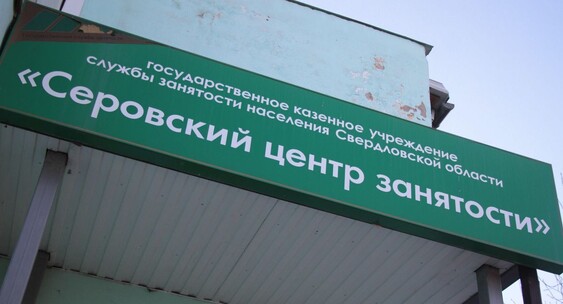 государственное казенное учреждение
службы занятости населения Свердловской области
«Серовский центр занятости»